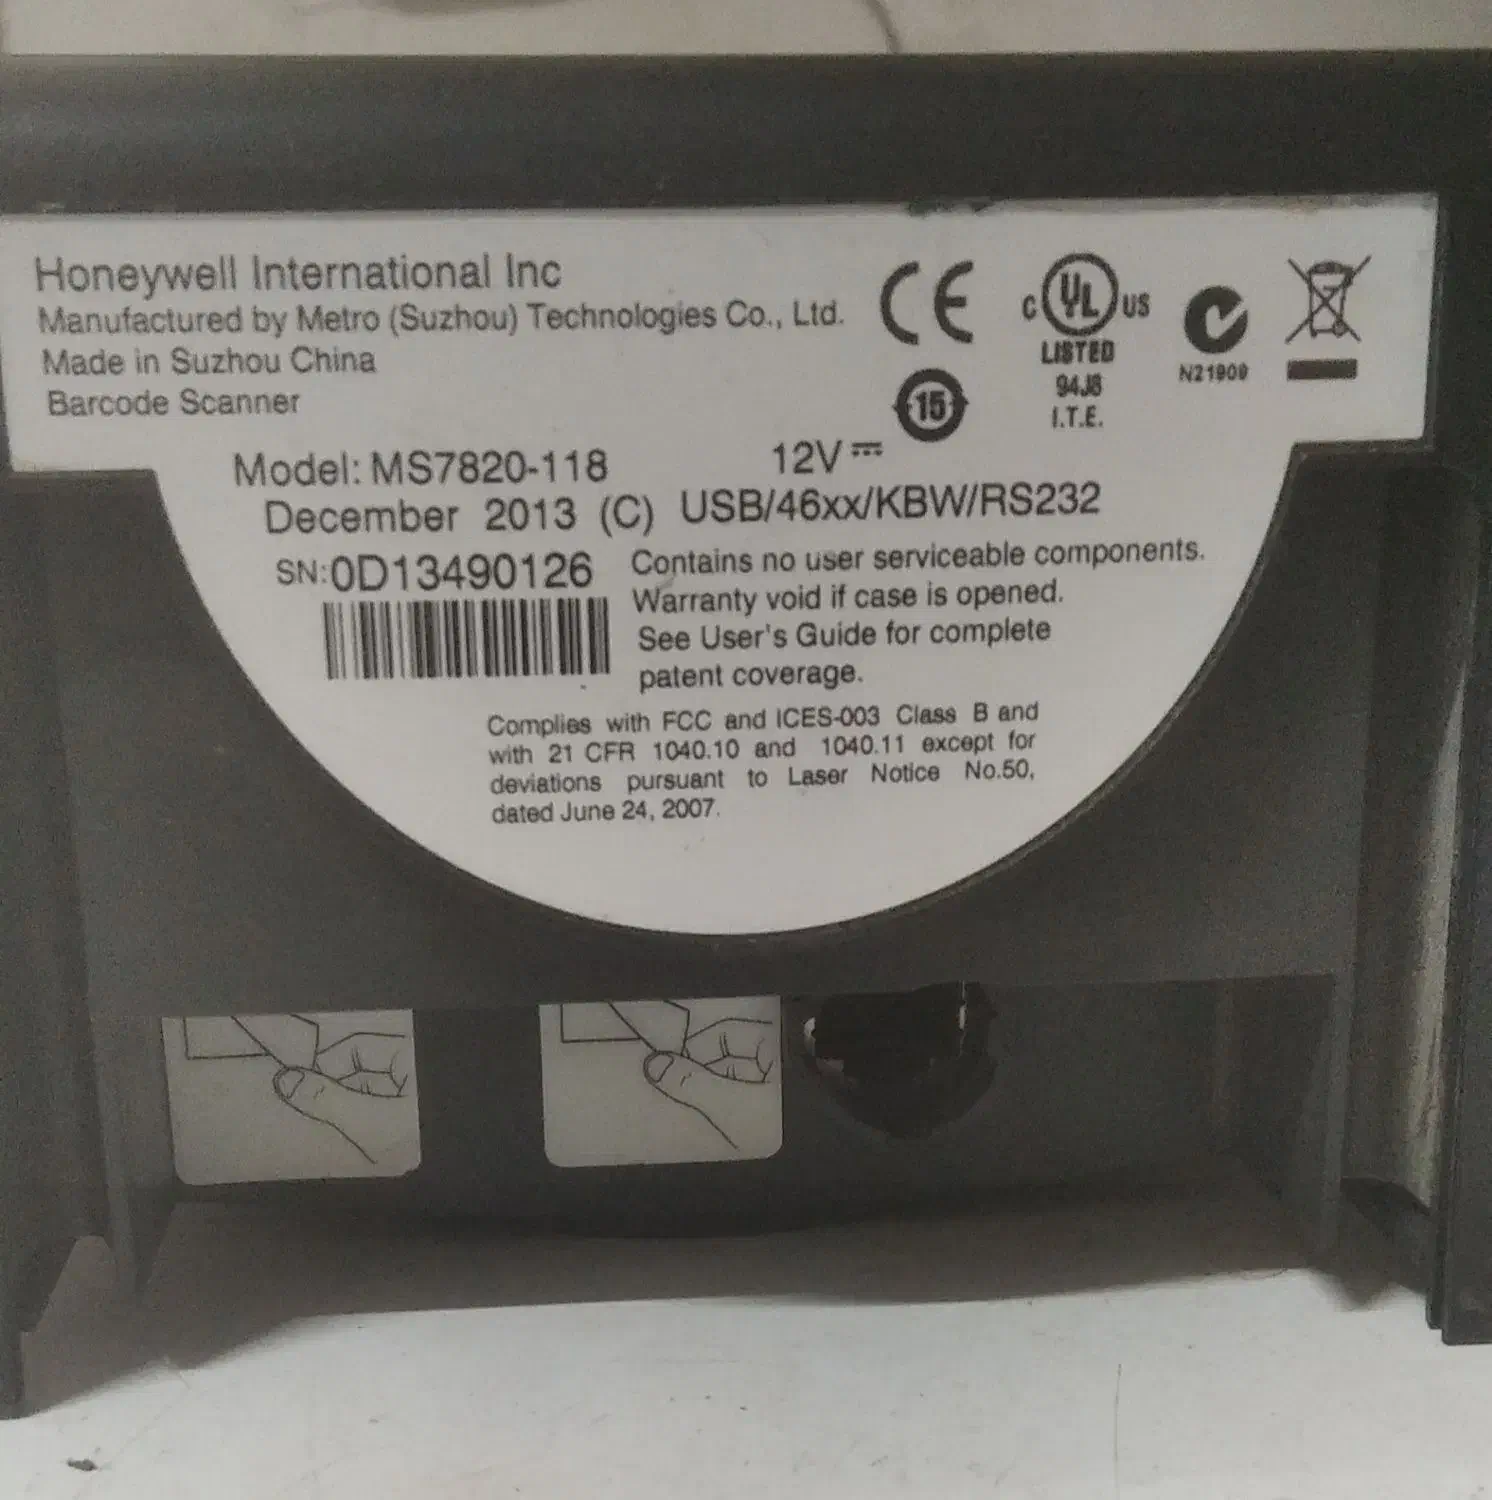 Honeywell International Inc
Manufactured by Metro (Suzhou) Technologies Co., Ltd.
Made in Suzhou China
Barcode Scanner
CE
C UL US
LISTED
94J8
I.T.E.
N21909
15
Model: MS7820-118
12V
December 2013 (C) USB/46xx/KBW/RS232
SN:0D13490126
Contains no user serviceable components.
Warranty void if case is opened.
See User's Guide for complete
patent coverage.
Complies with FCC and ICES-003 Class B and
with 21 CFR 1040.10 and 1040.11 except for
deviations pursuant to Laser Notice No.50,
dated June 24, 2007.